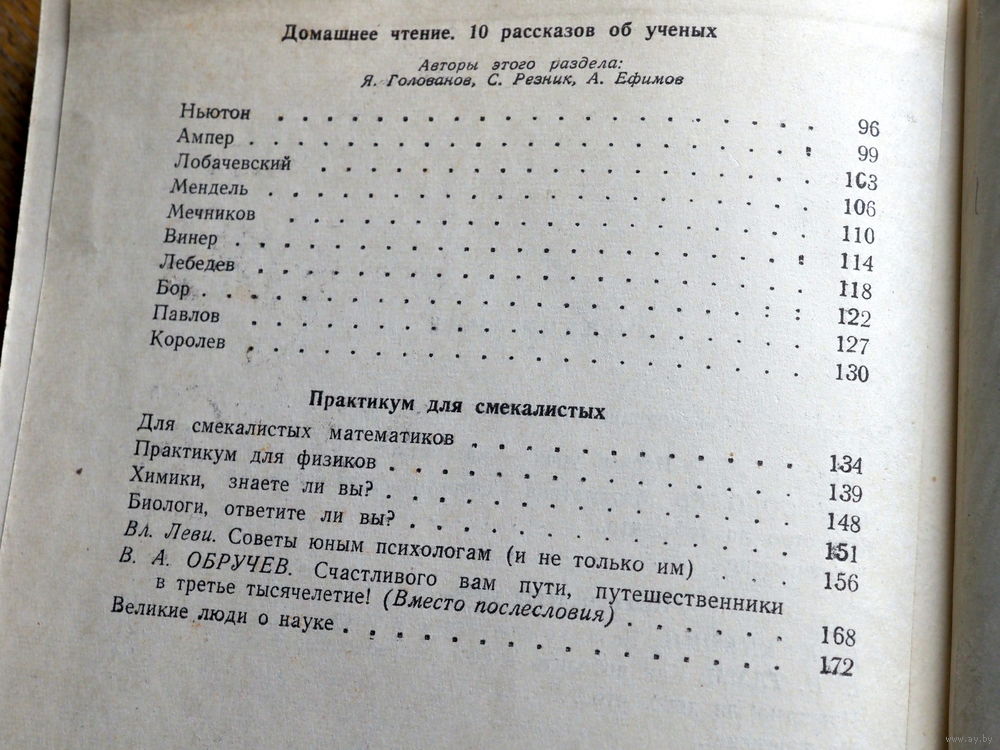 Домашнее чтение. 10 рассказов об ученых
Авторы этого раздела:
Я. Голованов, С. Резник, А. Ефимов
Ньютон . . . . . . . . . . . . . . . . . 96
Ампер . . . . . . . . . . . . . . . . . 99
Лобачевский . . . . . . . . . . . . . . . 103
Мендель . . . . . . . . . . . . . . . . . 106
Мечников . . . . . . . . . . . . . . . . 110
Винер . . . . . . . . . . . . . . . . . 114
Лебедев . . . . . . . . . . . . . . . . . 118
Бор . . . . . . . . . . . . . . . . . . 122
Павлов . . . . . . . . . . . . . . . . . 127
Королев . . . . . . . . . . . . . . . . . 130
Практикум для смекалистых
Для смекалистых математиков . . . . . . . . . . . 134
Практикум для физиков . . . . . . . . . . . . . 139
Химики, знаете ли вы? . . . . . . . . . . . . . 148
Биологи, ответите ли вы? . . . . . . . . . . . . 151
Вл. Леви. Советы юным психологам (и не только им) . . . 156
В. А. ОБРУЧЕВ. Счастливого вам пути, путешественники
в третье тысячелетие! (Вместо послесловия) . . . . . . 168
Великие люди о науке . . . . . . . . . . . . . . 172
www.ay.by